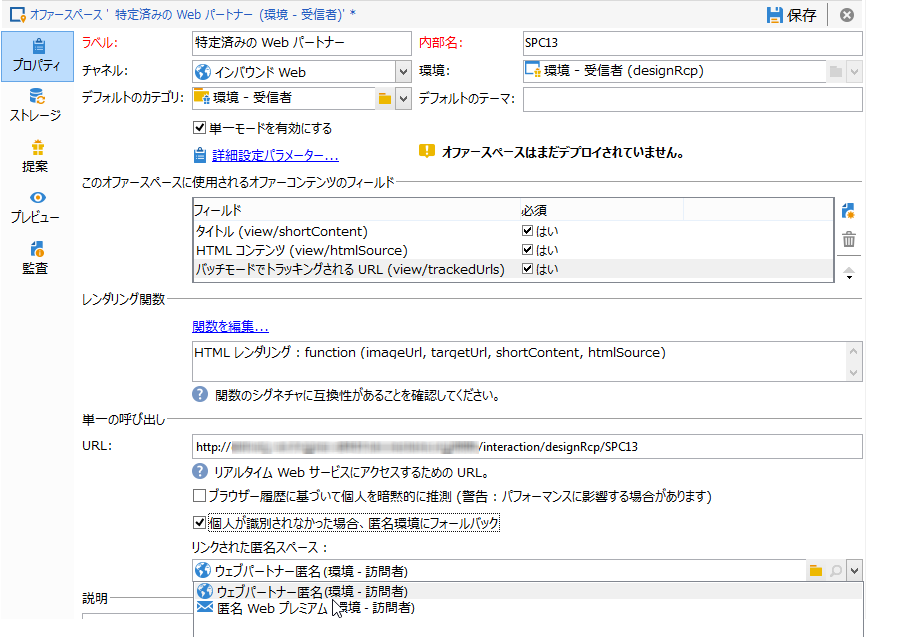 オファースペース ' 特定済みの Web パートナー (環境 - 受信者)' *
保存
プロパティ
ストレージ
提案
プレビュー
監査
ラベル: 特定済みの Web パートナー 内部名: SPC13
チャネル: インバウンド Web 環境: 環境 - 受信者 (designRcp)
デフォルトのカテゴリ: 環境 - 受信者 デフォルトのテーマ:
単一モードを有効にする
詳細設定パラメーター... オファースペースはまだデプロイされていません。
このオファースペースに使用されるオファーコンテンツのフィールド
フィールド 必須
タイトル (view/shortContent) はい
HTML コンテンツ (view/htmlSource) はい
バッチモードでトラッキングされる URL (view/trackedUrls) はい
レンダリング関数
関数を編集...
HTML レンダリング : function (imageUrl, targetUrl, shortContent, htmlSource)
関数のシグネチャに互換性があることを確認してください。
単一の呼び出し
URL: http:/ /interaction/designRcp/SPC13
リアルタイム Web サービスにアクセスするための URL。
ブラウザー履歴に基づいて個人を暗黙的に推測 (警告 : パフォーマンスに影響する場合があります)
個人が識別されなかった場合、匿名環境にフォールバック
リンクされた匿名スペース :
ウェブパートナー匿名(環境 - 訪問者)
ウェブパートナー匿名(環境 - 訪問者)
匿名 Web プレミアム 環境 - 訪問者)
説明